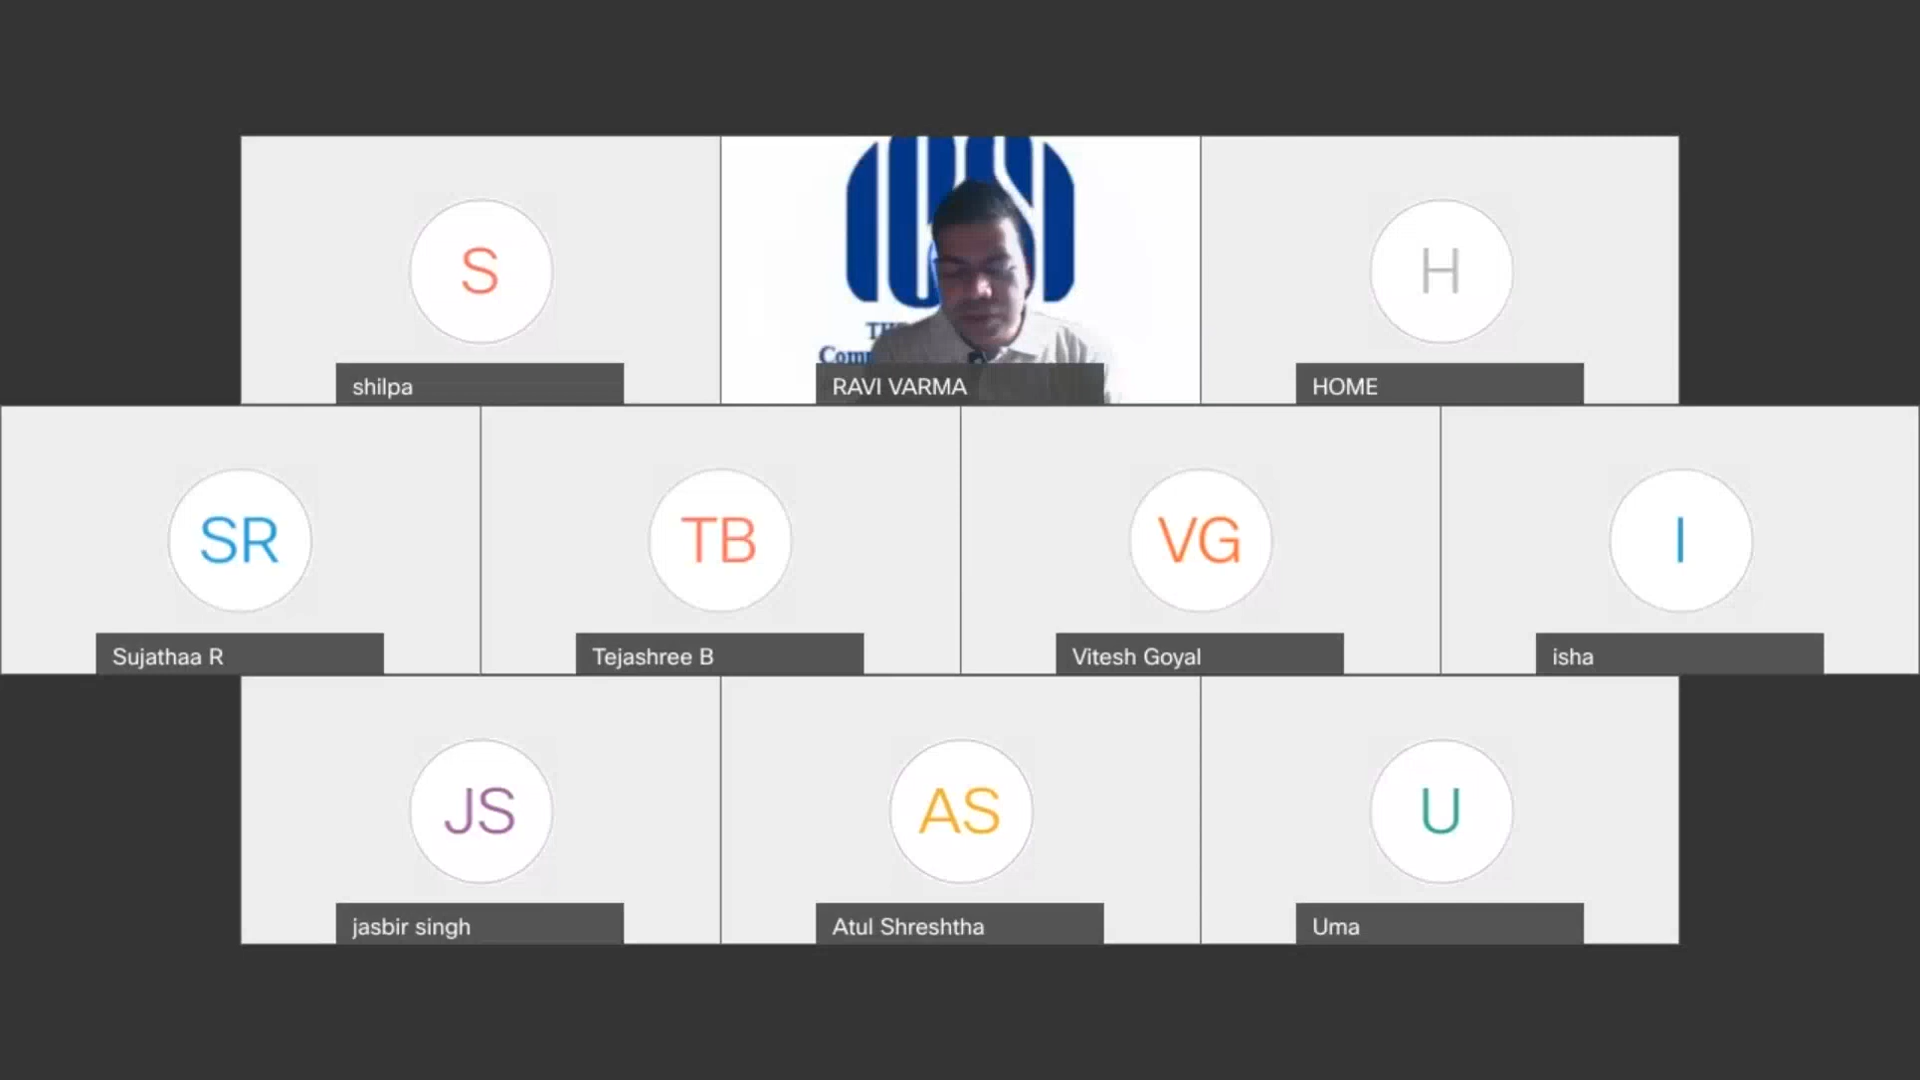 S
H
shilpa
RAVI VARMA
HOME
SR
TB
VG
I
Sujathaa R
Tejashree B
Vitesh Goyal
isha
JS
AS
U
jasbir singh
Atul Shreshtha
Uma